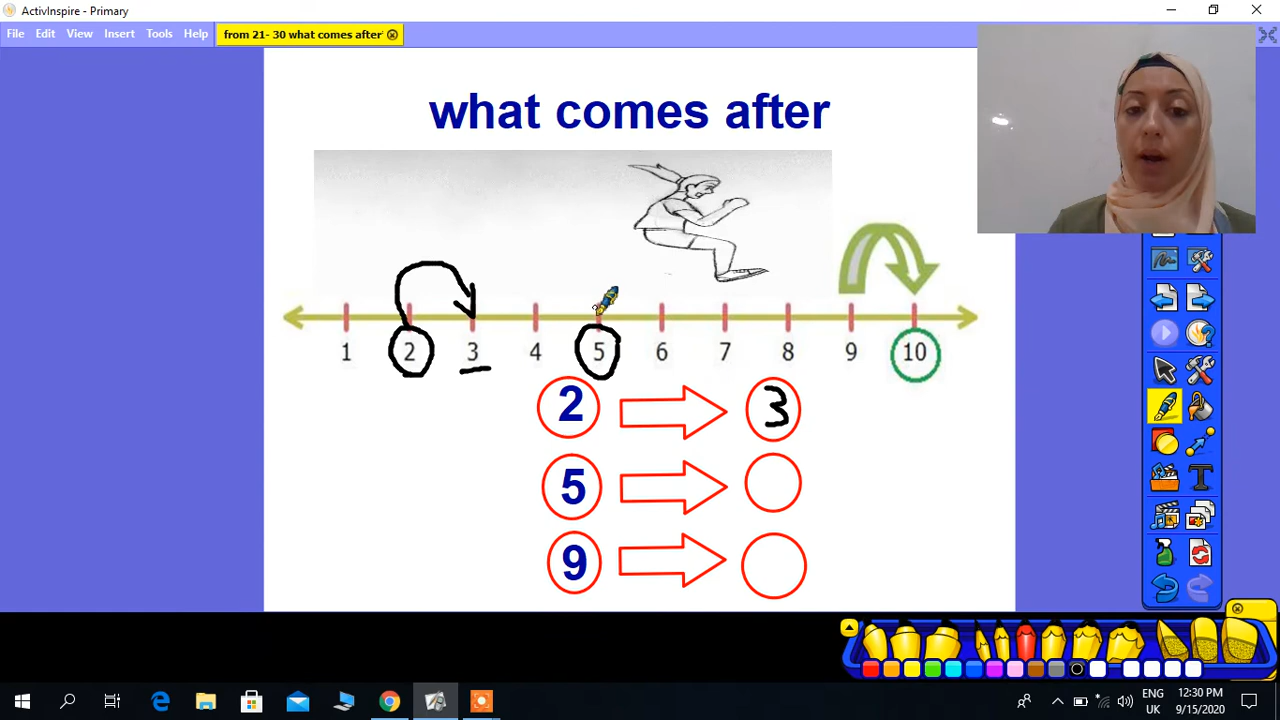 ActivInspire - Primary
File Edit View Insert Tools Help from 21- 30 what comes after'
what comes after
1 2 3 4 5 6 7 8 9 10
2 3
5
9
ENG 12:30 PM
UK 9/15/2020